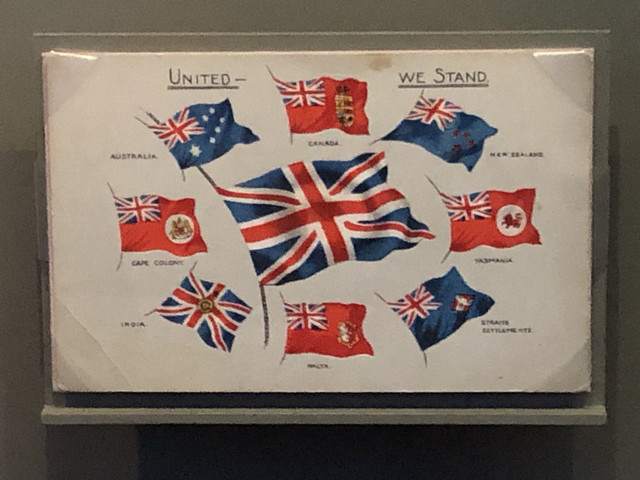 UNITED — WE STAND.
CANADA.
AUSTRALIA.
NEW ZEALAND.
CAPE COLONY.
TASMANIA.
INDIA.
STRAITS
SETTLEMENTS.
MALTA.